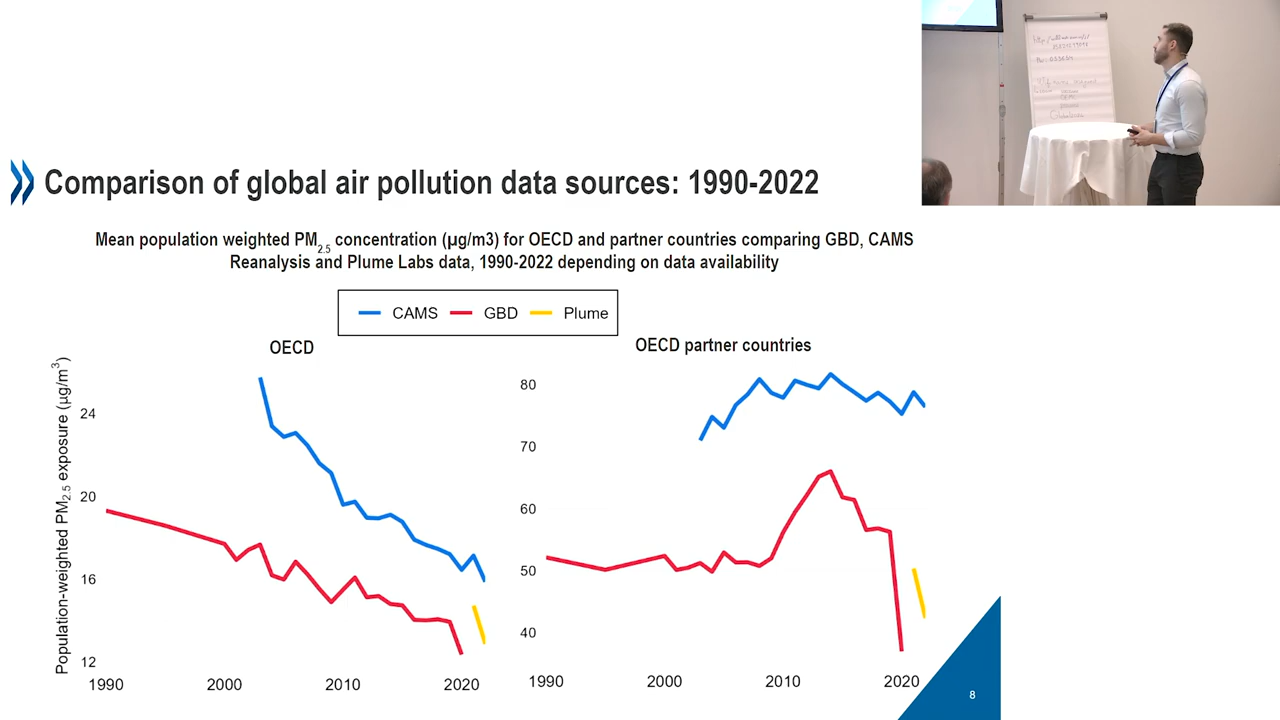 Comparison of global air pollution data sources: 1990-2022
Mean population weighted PM2.5 concentration (µg/m3) for OECD and partner countries comparing GBD, CAMS
Reanalysis and Plume Labs data, 1990-2022 depending on data availability
CAMS GBD Plume
OECD
OECD partner countries
Population-weighted PM2.5 exposure (µg/m3)
24
20
16
12
1990 2000 2010 2020
80
70
60
50
40
1990 2000 2010 2020
8